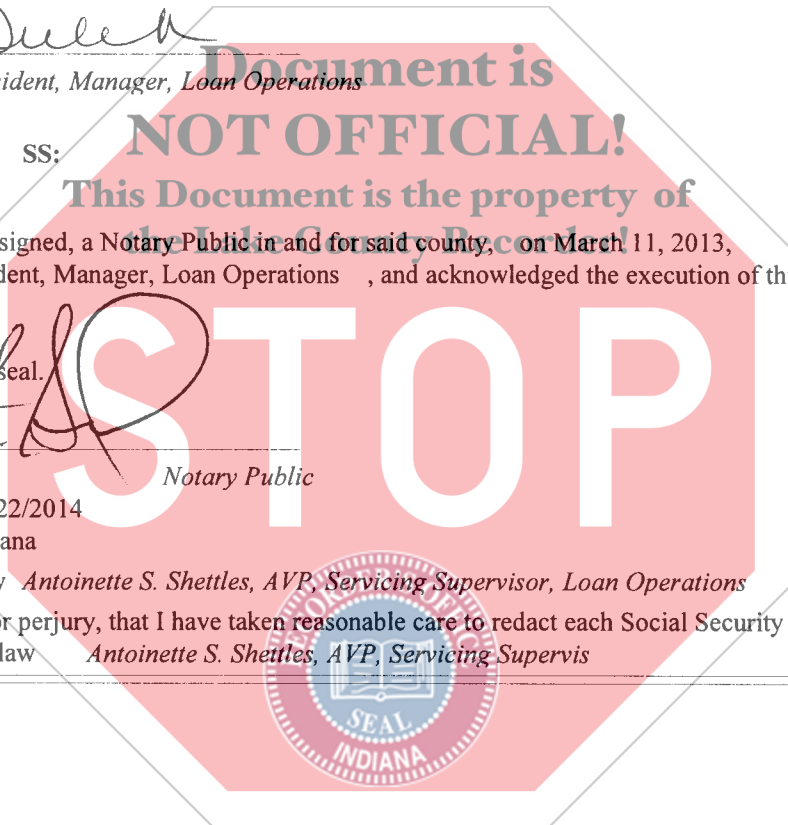 ident, Manager, Loan Operations
Document is
NOT OFFICIAL!
SS:
This Document is the property of
the Lake County Recorder!
signed, a Notary Public in and for said county, on March 11, 2013,
dent, Manager, Loan Operations , and acknowledged the execution of th
STOP
seal.
Notary Public
22/2014
ana
y Antoinette S. Shettles, AVP, Servicing Supervisor, Loan Operations
or perjury, that I have taken reasonable care to redact each Social Security
law Antoinette S. Shettles, AVP, Servicing Supervis
RECORDER'S OFFICE
SEAL
INDIANA